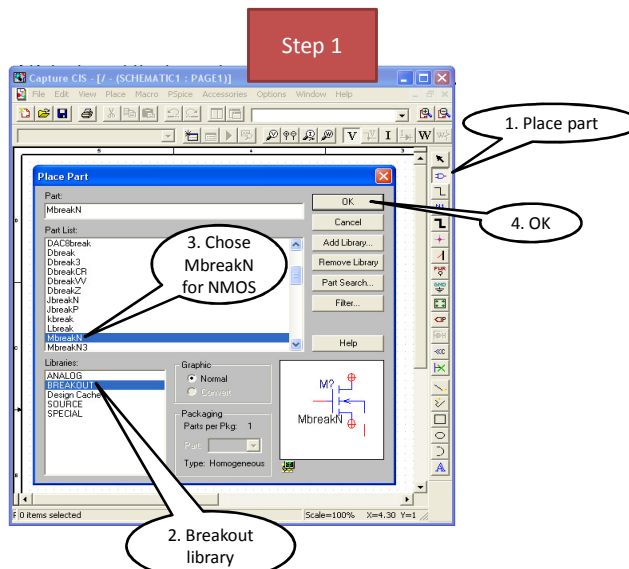 Step 1
Capture CIS - [/ - (SCHEMATIC1 : PAGE1)]
File Edit View Place Macro PSpice Accessories Options Window Help
V I W
1. Place part
Place Part
Part:
MbreakN
OK
Cancel
4. OK
Part List:
DAC8break
Dbreak
Dbreak3
DbreakCR
DbreakVV
DbreakZ
JbreakN
JbreakP
kbreak
Lbreak
MbreakN
MbreakN3
3. Chose
MbreakN
for NMOS
Add Library...
Remove Library
Part Search...
Filter...
Help
Libraries:
ANALOG
BREAKOUT
Design Cache
SOURCE
SPECIAL
Graphic
Normal
Convert
Packaging
Parts per Pkg: 1
Part:
Type: Homogeneous
M?
MbreakN
PWR
GND
A
0 items selected
Scale=100% X=4.30 Y=1
2. Breakout
library